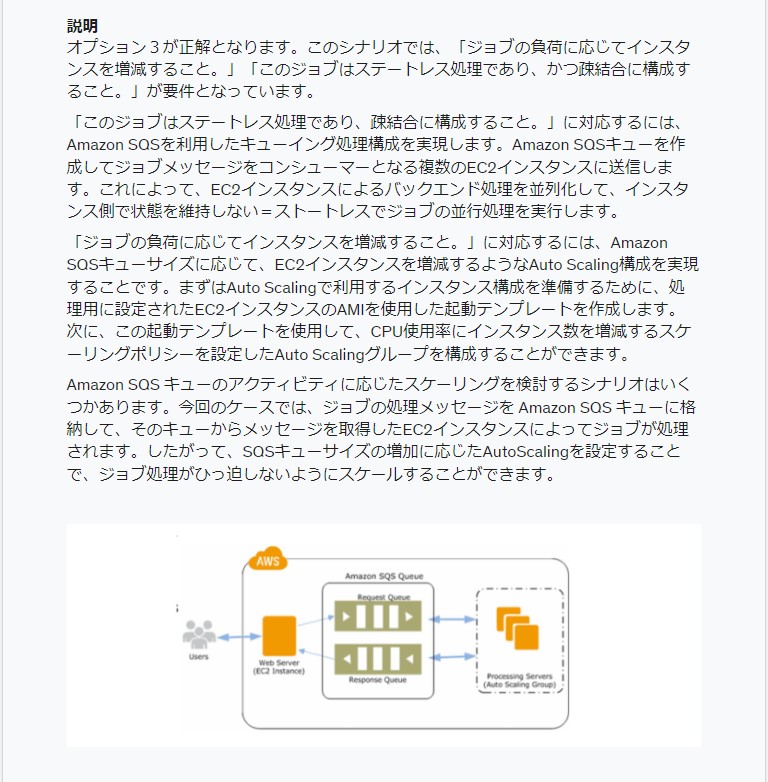 説明
オプション3が正解となります。このシナリオでは、「ジョブの負荷に応じてインスタ
ンスを増減すること。」「このジョブはステートレス処理であり、かつ疎結合に構成す
ること。」が要件となっています。
「このジョブはステートレス処理であり、疎結合に構成すること。」に対応するには、
Amazon SQSを利用したキューイング処理構成を実現します。Amazon SQSキューを作
成してジョブメッセージをコンシューマーとなる複数のEC2インスタンスに送信しま
す。これによって、EC2インスタンスによるバックエンド処理を並列化して、インスタ
ンス側で状態を維持しない=ストートレスでジョブの並行処理を実行します。
「ジョブの負荷に応じてインスタンスを増減すること。」に対応するには、Amazon
SQSキューサイズに応じて、EC2インスタンスを増減するようなAuto Scaling構成を実現
することです。まずはAuto Scalingで利用するインスタンス構成を準備するために、処
理用に設定されたEC2インスタンスのAMIを使用した起動テンプレートを作成します。
次に、この起動テンプレートを使用して、CPU使用率にインスタンス数を増減するスケ
ーリングポリシーを設定したAuto Scalingグループを構成することができます。
Amazon SQS キューのアクティビティに応じたスケーリングを検討するシナリオはいく
つかあります。今回のケースでは、ジョブの処理メッセージを Amazon SQS キューに格
納して、そのキューからメッセージを取得したEC2インスタンスによってジョブが処理
されます。したがって、SQSキューサイズの増加に応じたAutoScalingを設定すること
で、ジョブ処理がひっ迫しないようにスケールすることができます。
AWS
Amazon SQS Queue
Request Queue
Users
Web Server
(EC2 Instance)
Response Queue
Processing Servers
(Auto Scaling Group)